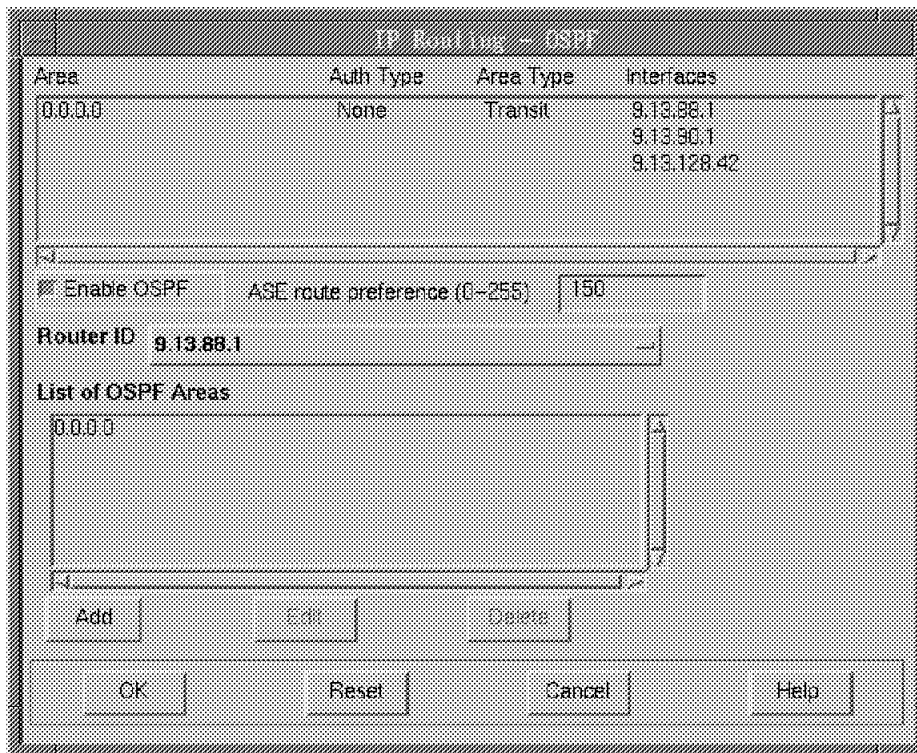 IP Routing - OSPF
Area Auth Type Area Type Interfaces
0.0.0.0 None Transit 9.13.88.1
9.13.90.1
9.13.128.42
Enable OSPF ASE route preference (0-255) 150
Router ID 9.13.88.1
List of OSPF Areas
0.0.0.0
Add Edit Delete
OK Reset Cancel Help